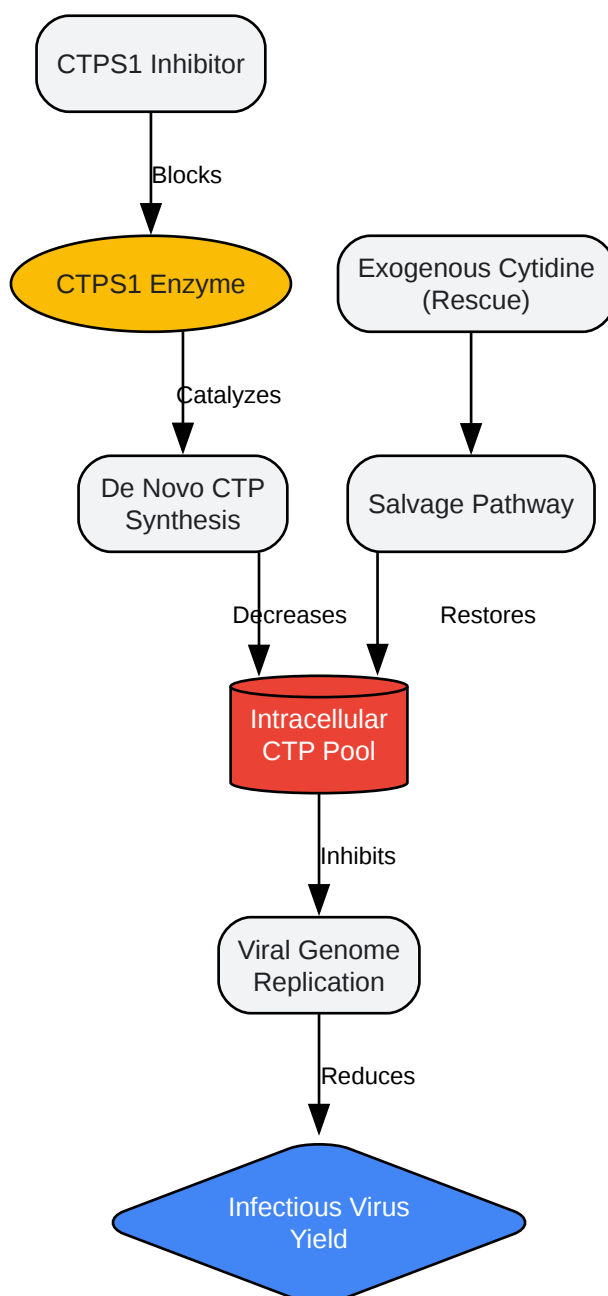 CTPS1 Inhibitor
Blocks
CTPS1 Enzyme
Exogenous Cytidine
(Rescue)
Catalyzes
De Novo CTP
Synthesis
Salvage Pathway
Decreases
Restores
Intracellular
CTP Pool
Inhibits
Viral Genome
Replication
Reduces
Infectious Virus
Yield